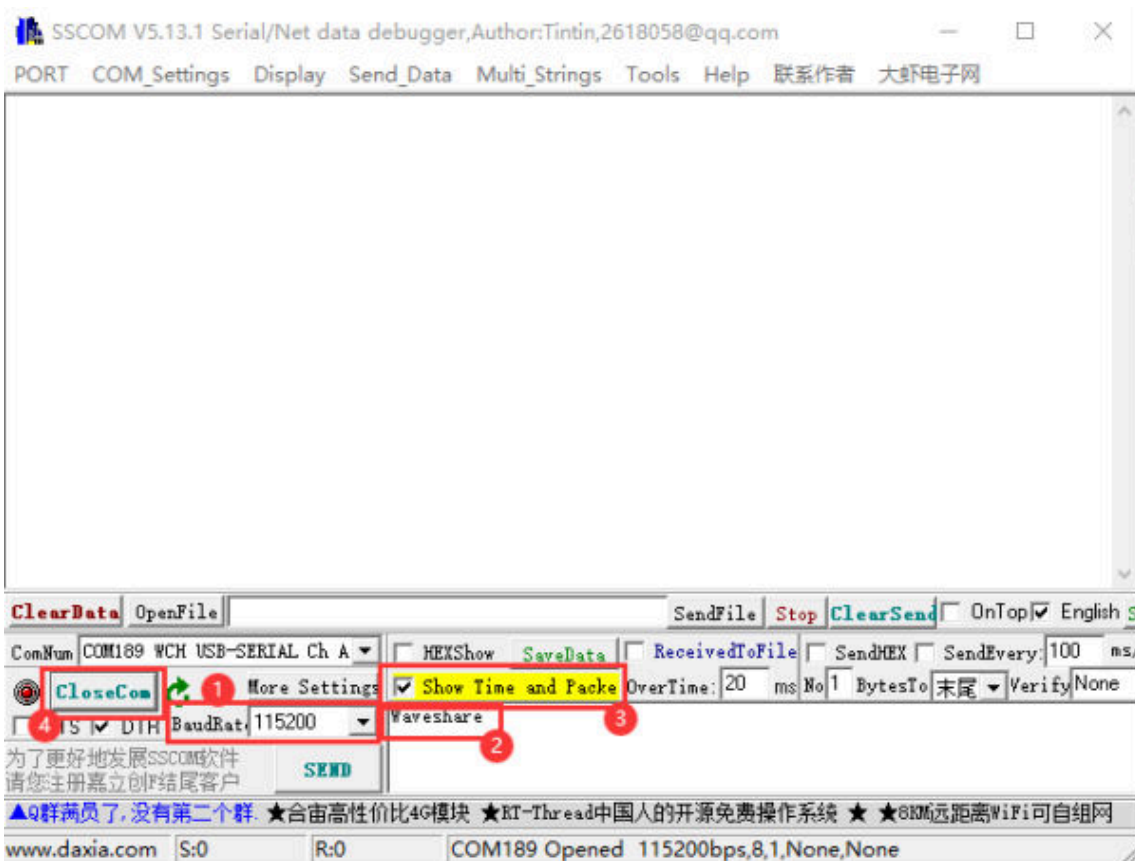 SSCOM V5.13.1 Serial/Net data debugger,Author:Tintin,2618058@qq.com
PORT COM_Settings Display Send_Data Multi_Strings Tools Help 联系作者 大虾电子网
ClearData OpenFile SendFile Stop ClearSend OnTop English
ComNum COM189 WCH USB-SERIAL Ch A HEXShow SaveData ReceivedToFile SendHEX SendEvery: 100 ms/
CloseCom 1 More Settings Show Time and Packe OverTime: 20 ms No 1 BytesTo 末尾 Verify None
4 TS DTR BaudRat 115200 Waveshare 2 3
为了更好地发展SSCOM软件
请您注册嘉立创F结尾客户
SEND
▲Q群满员了,没有第二个群. ★合宙高性价比4G模块 ★RT-Thread中国人的开源免费操作系统 ★ ★8KM远距离WiFi可自组网
www.daxia.com S:0 R:0 COM189 Opened 115200bps,8,1,None,None